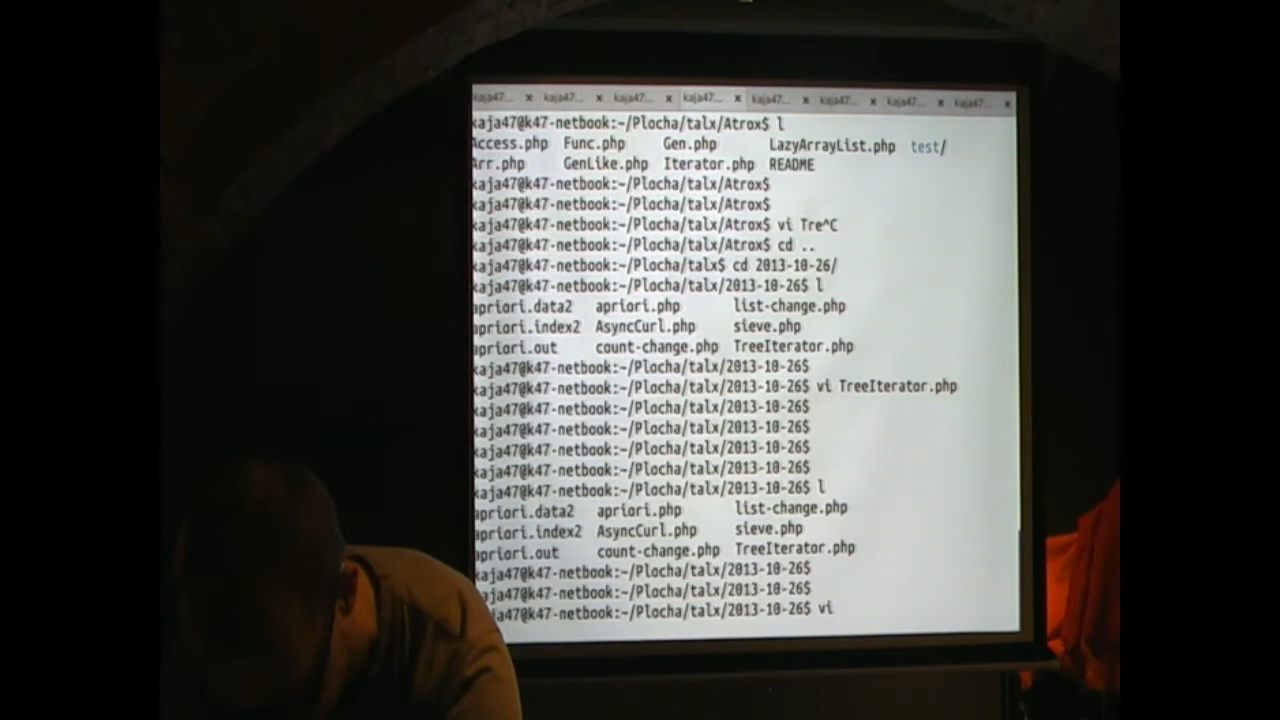 kaja47:... x kaja47:... x kaja47:... x kaja47:... x kaja47:... x kaja47:... x kaja47:... x kaja47:... x
kaja47@k47-netbook:~/Plocha/talx/Atrox$ l
Access.php Func.php Gen.php LazyArrayList.php test/
Arr.php GenLike.php Iterator.php README
kaja47@k47-netbook:~/Plocha/talx/Atrox$
kaja47@k47-netbook:~/Plocha/talx/Atrox$
kaja47@k47-netbook:~/Plocha/talx/Atrox$ vi Tre^C
kaja47@k47-netbook:~/Plocha/talx/Atrox$ cd ..
kaja47@k47-netbook:~/Plocha/talx$ cd 2013-10-26/
kaja47@k47-netbook:~/Plocha/talx/2013-10-26$ l
apriori.data2 apriori.php list-change.php
apriori.index2 AsyncCurl.php sieve.php
apriori.out count-change.php TreeIterator.php
kaja47@k47-netbook:~/Plocha/talx/2013-10-26$
kaja47@k47-netbook:~/Plocha/talx/2013-10-26$ vi TreeIterator.php
kaja47@k47-netbook:~/Plocha/talx/2013-10-26$
kaja47@k47-netbook:~/Plocha/talx/2013-10-26$
kaja47@k47-netbook:~/Plocha/talx/2013-10-26$
kaja47@k47-netbook:~/Plocha/talx/2013-10-26$
kaja47@k47-netbook:~/Plocha/talx/2013-10-26$ l
apriori.data2 apriori.php list-change.php
apriori.index2 AsyncCurl.php sieve.php
apriori.out count-change.php TreeIterator.php
kaja47@k47-netbook:~/Plocha/talx/2013-10-26$
kaja47@k47-netbook:~/Plocha/talx/2013-10-26$
ja47@k47-netbook:~/Plocha/talx/2013-10-26$ vi